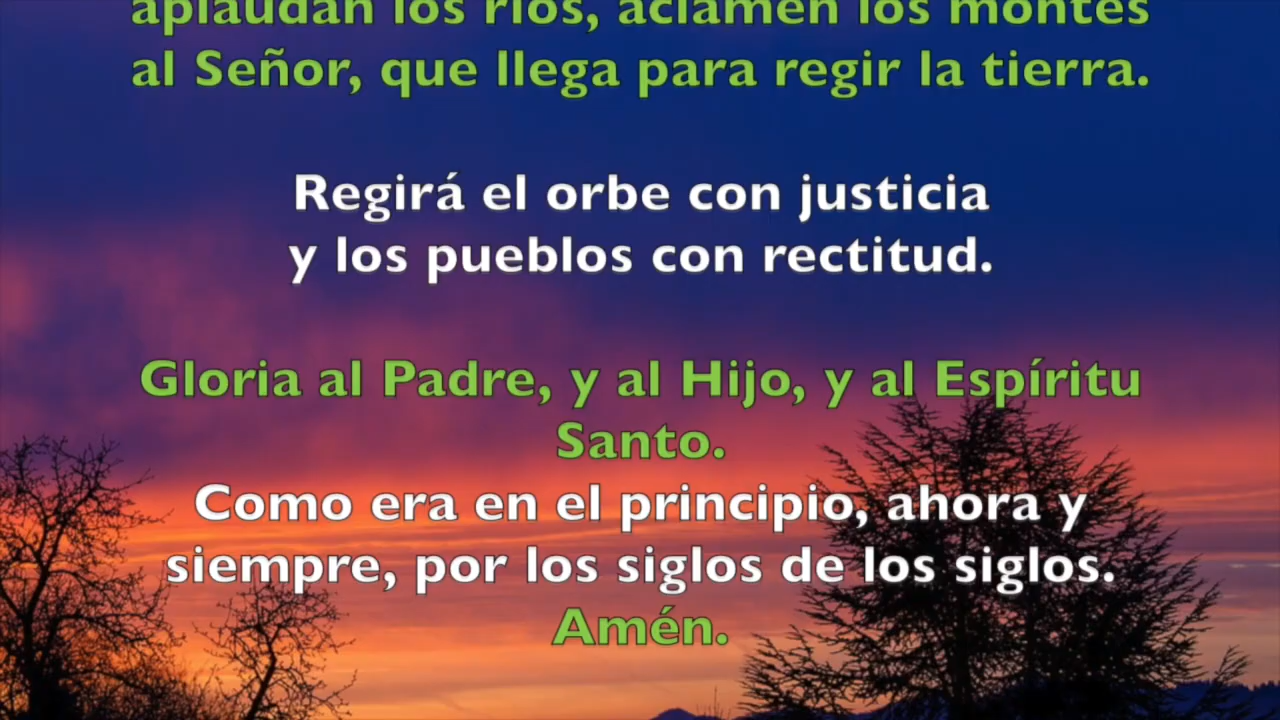 aplaudan los ríos, aclamen los montes
al Señor, que llega para regir la tierra.
Regirá el orbe con justicia
y los pueblos con rectitud.
Gloria al Padre, y al Hijo, y al Espíritu
Santo.
Como era en el principio, ahora y
siempre, por los siglos de los siglos.
Amén.